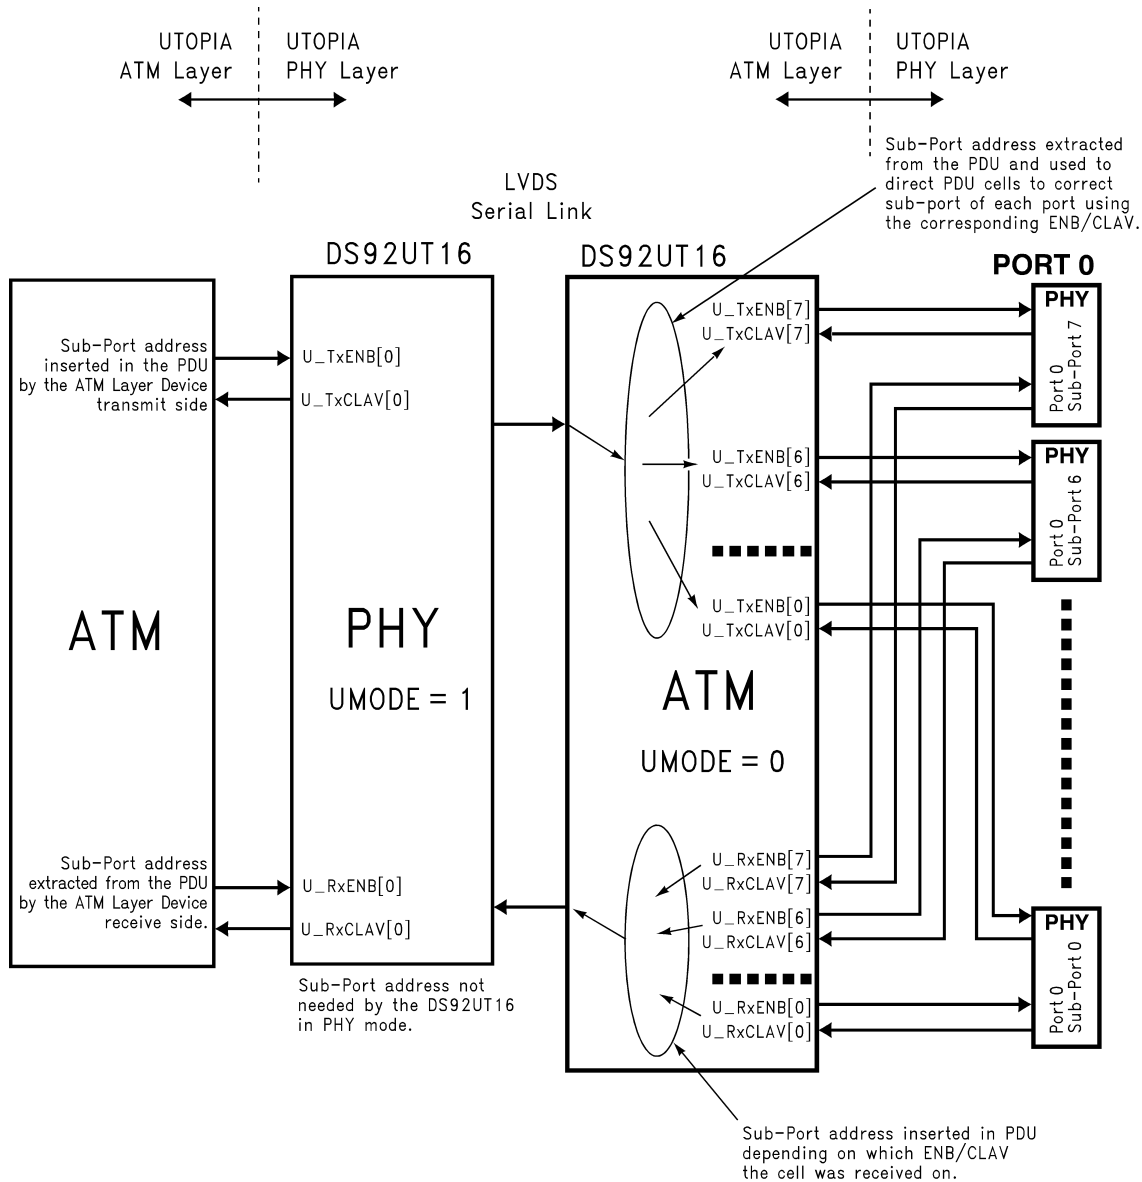 UTOPIA
ATM Layer
UTOPIA
PHY Layer
UTOPIA
ATM Layer
UTOPIA
PHY Layer
Sub-Port address extracted
from the PDU and used to
direct PDU cells to correct
sub-port of each port using
the corresponding ENB/CLAV.
LVDS
Serial Link
DS92UT16
DS92UT16
PORT 0
Sub-Port address
inserted in the PDU
by the ATM Layer Device
transmit side
ATM
Sub-Port address
extracted from the PDU
by the ATM Layer Device
receive side.
U_TxENB[0]
U_TxCLAV[0]
PHY
UMODE = 1
U_RxENB[0]
U_RxCLAV[0]
Sub-Port address not
needed by the DS92UT16
in PHY mode.
U_TxENB[7]
U_TxCLAV[7]
U_TxENB[6]
U_TxCLAV[6]
U_TxENB[0]
U_TxCLAV[0]
ATM
UMODE = 0
U_RxENB[7]
U_RxCLAV[7]
U_RxENB[6]
U_RxCLAV[6]
U_RxENB[0]
U_RxCLAV[0]
PHY
Port 0
Sub-Port 7
PHY
Port 0
Sub-Port 6
PHY
Port 0
Sub-Port 0
Sub-Port address inserted in PDU
depending on which ENB/CLAV
the cell was received on.